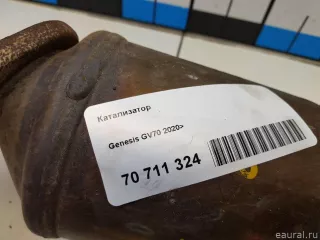 Катализатор
Genesis GV70 2020>
70 711 324
eaural.ru